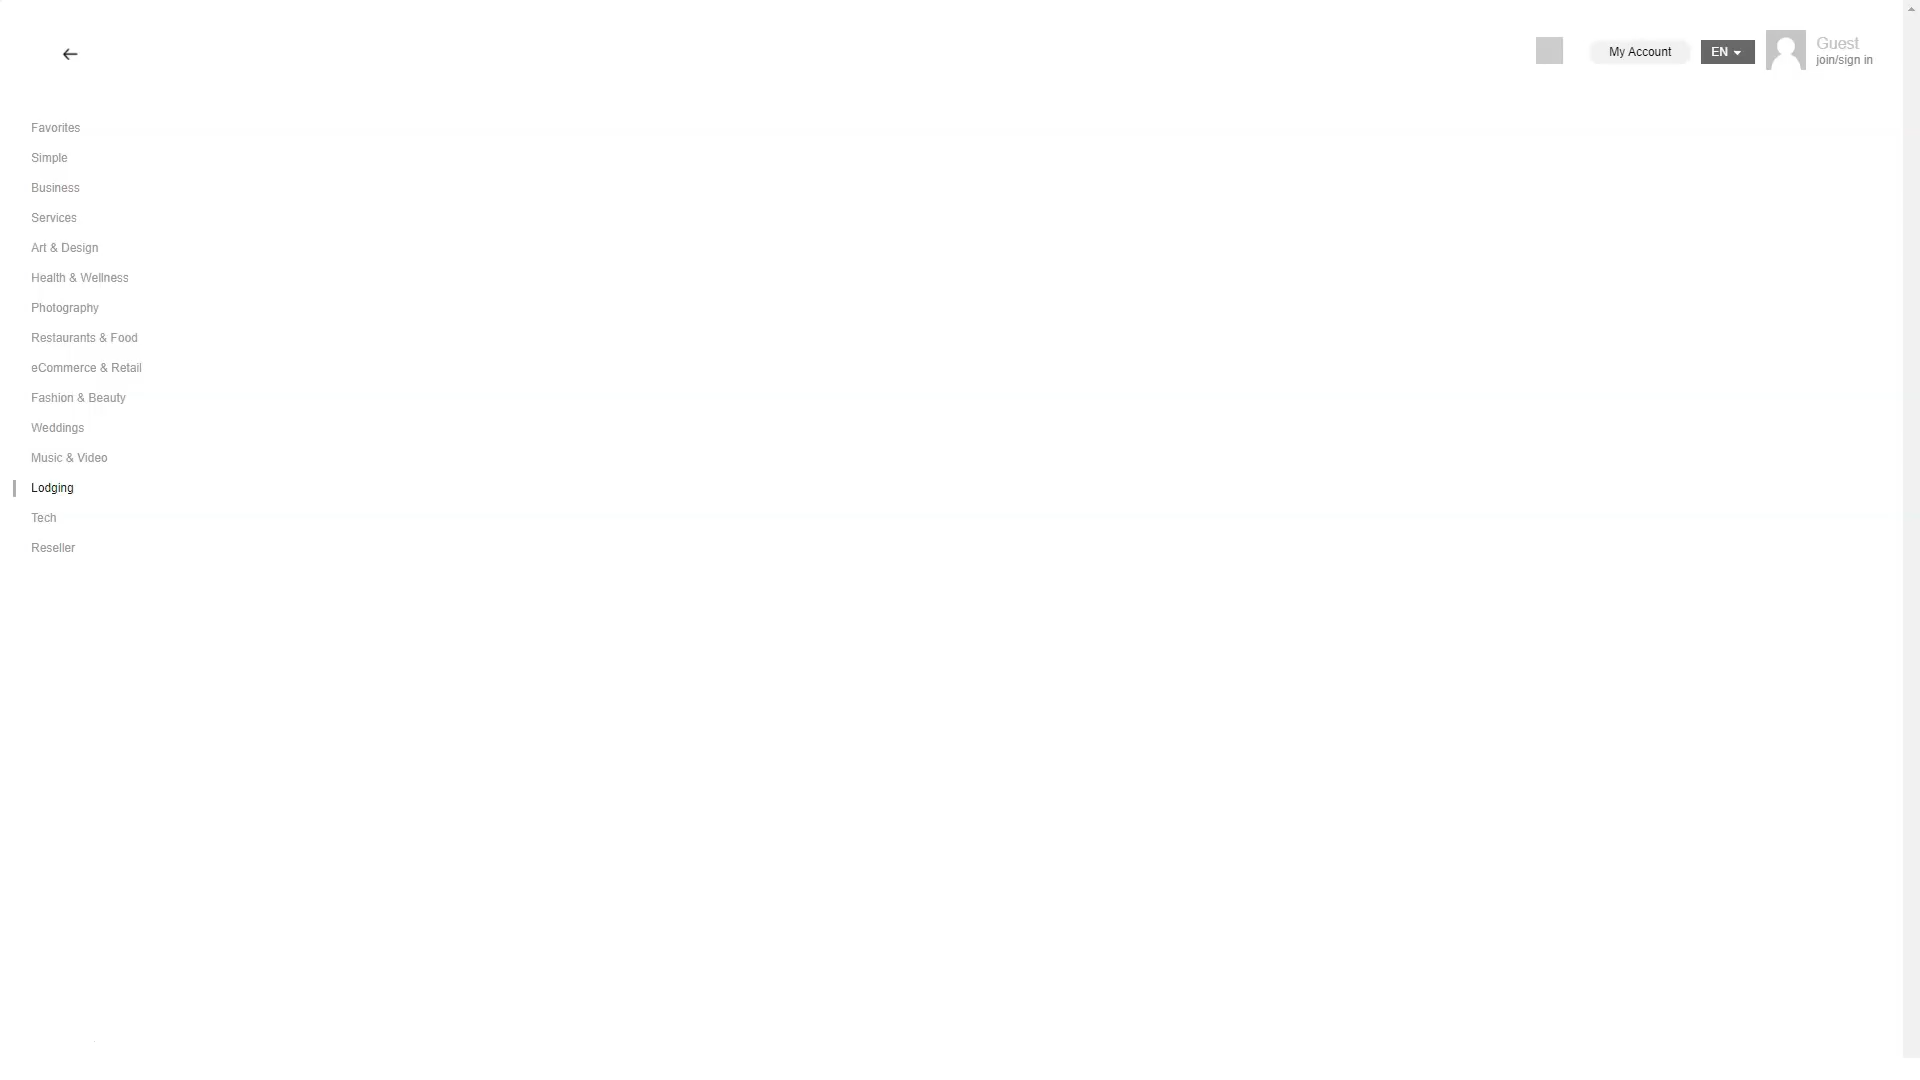 My Account
EN
Guest
join/sign in
Favorites
Simple
Business
Services
Art & Design
Health & Wellness
Photography
Restaurants & Food
eCommerce & Retail
Fashion & Beauty
Weddings
Music & Video
Lodging
Tech
Reseller